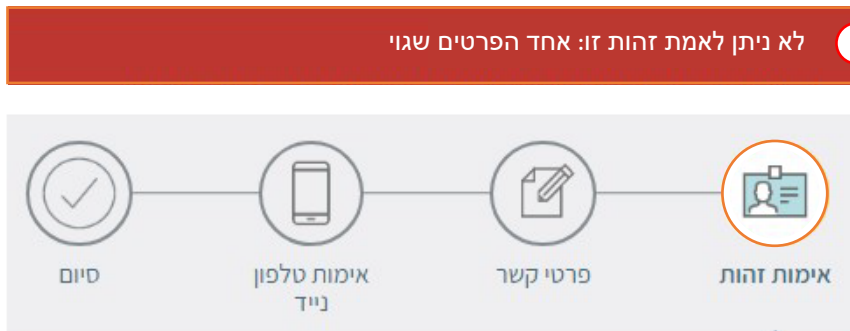 לא ניתן לאמת זהות זו: אחד הפרטים שגוי
אימות זהות
פרטי קשר
אימות טלפון
נייד
סיום